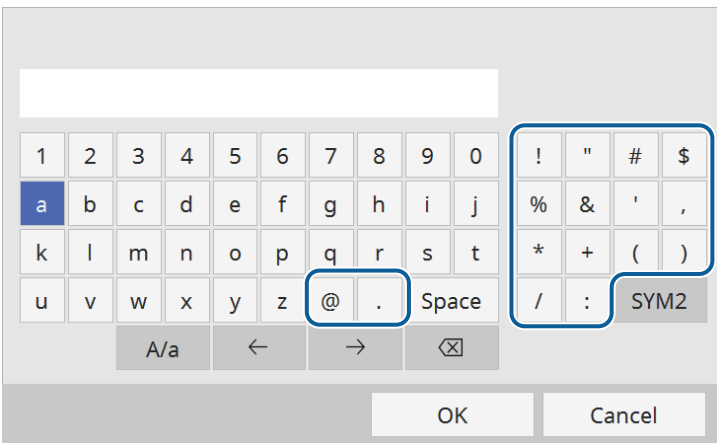 1 2 3 4 5 6 7 8 9 0 ! " # $
a b c d e f g h i j % & ' ,
k l m n o p q r s t * + ( )
u v w x y z @ . Space / : SYM2
A/a ← → ⌫
OK Cancel